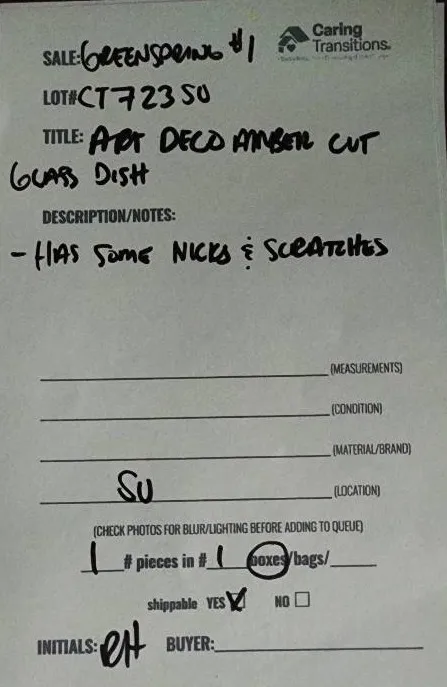 Caring
Transitions®
SALE: GREENSPRING #1
LOT# CT7235U
TITLE: ART DECO AMBER CUT
GLASS DISH
DESCRIPTION/NOTES:
- HAS SOME NICKS & SCRATCHES
(MEASUREMENTS)
(CONDITION)
(MATERIAL/BRAND)
SU (LOCATION)
(CHECK PHOTOS FOR BLUR/LIGHTING BEFORE ADDING TO QUEUE)
1 # pieces in # 1 boxes/bags/
shippable YES NO
INITIALS: EH BUYER: